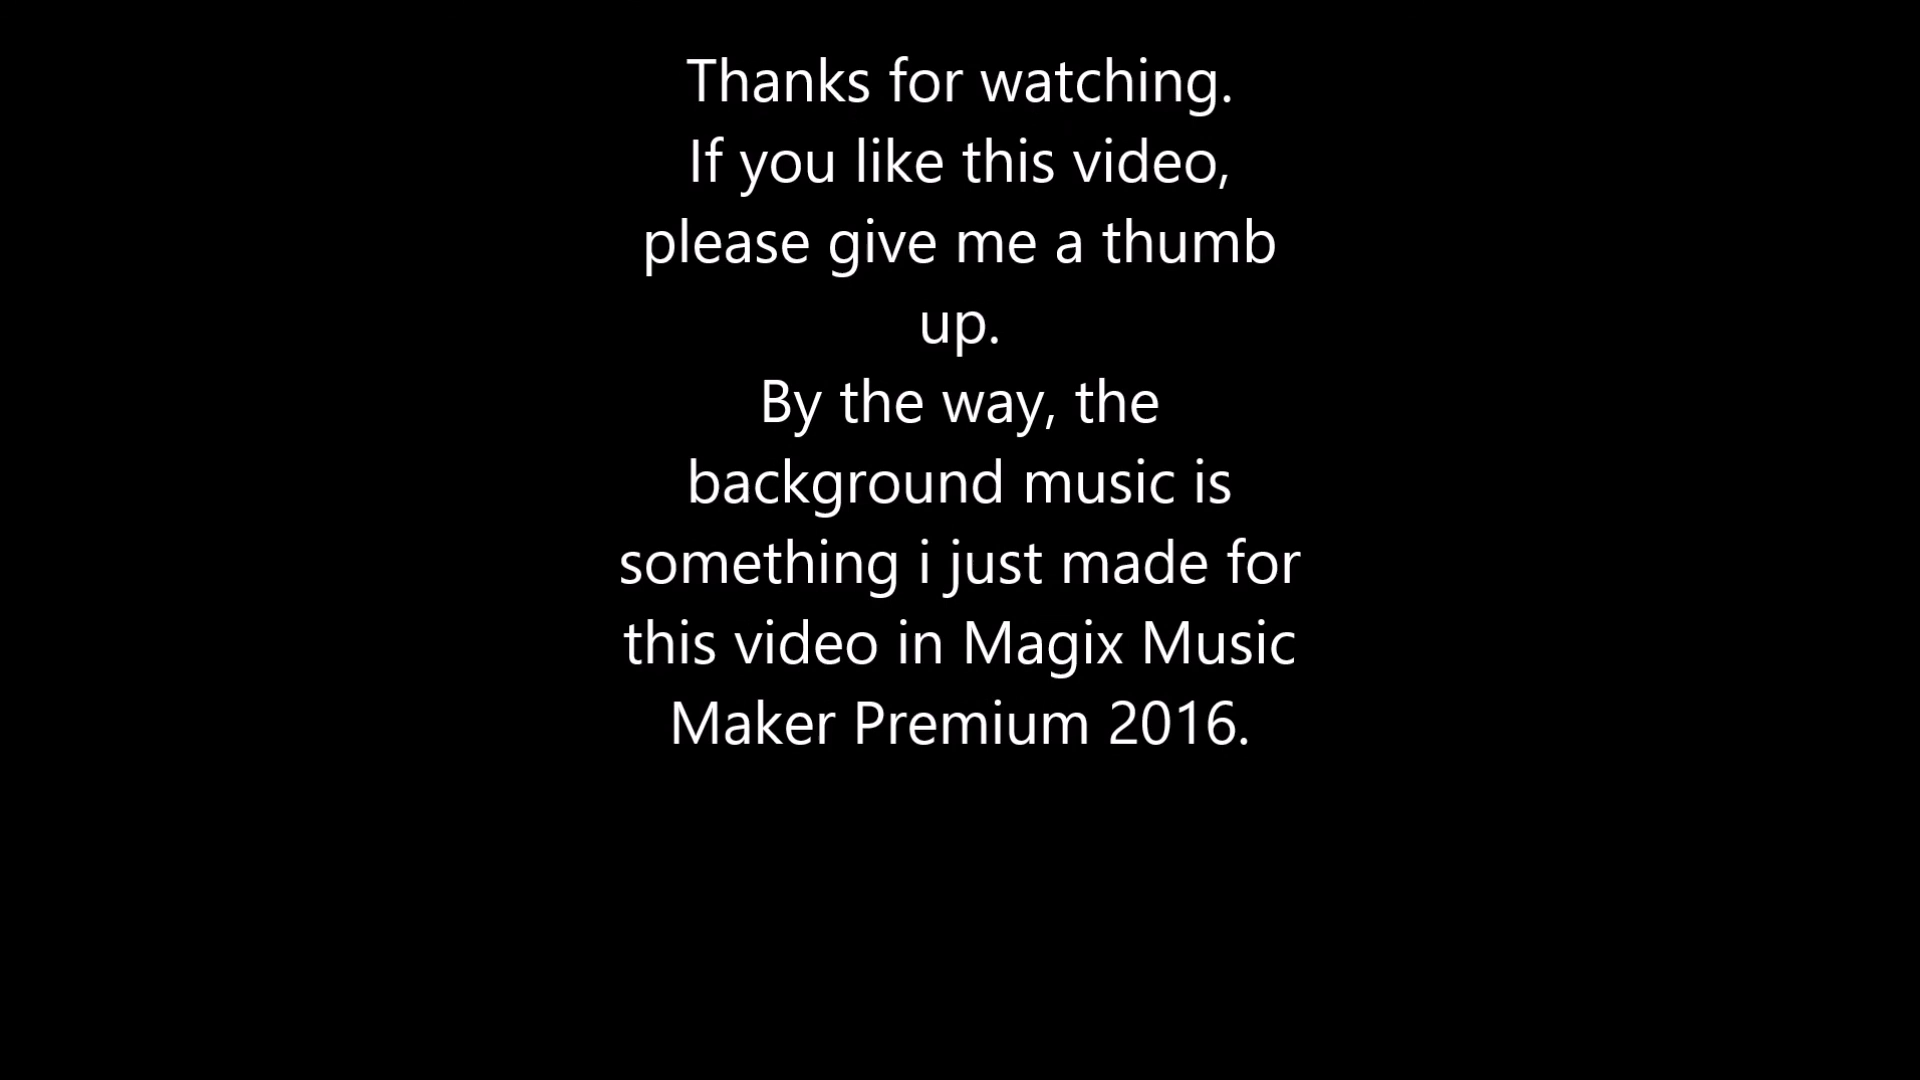 Thanks for watching.
If you like this video,
please give me a thumb
up.
By the way, the
background music is
something i just made for
this video in Magix Music
Maker Premium 2016.